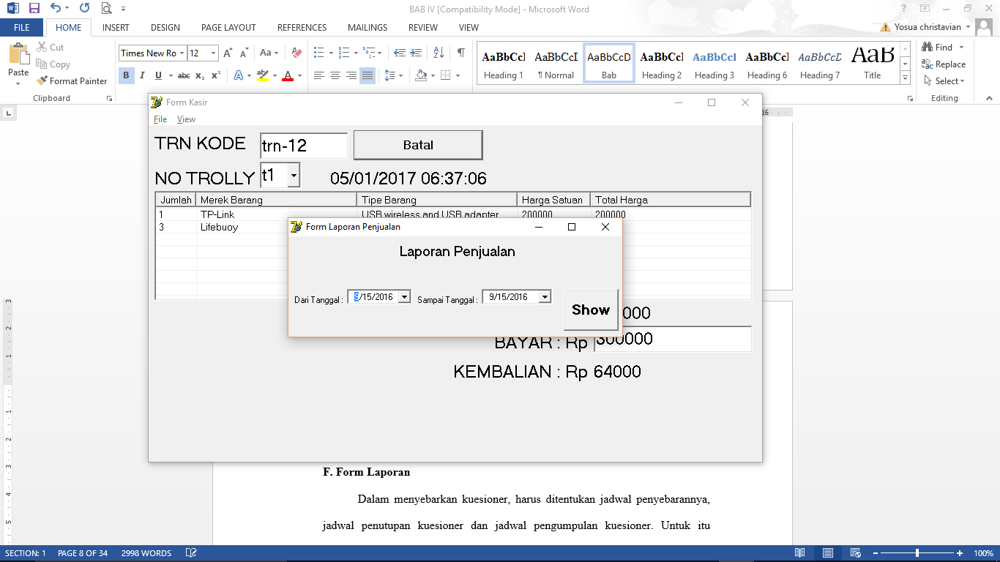 BAB IV [Compatibility Mode] - Microsoft Word
FILE HOME INSERT DESIGN PAGE LAYOUT REFERENCES MAILINGS REVIEW VIEW Yosua christavian
Paste
Cut
Copy
Format Painter
Clipboard
Times New Ro 12
AaBbCcI AaBbCcI AaBbCcD AaBbCcI AaBbCcI AaBbCcI AaBbCcD AaB
Heading 1 ¶ Normal Bab Heading 2 Heading 3 Heading 6 Heading 7 Title
Find
Replace
Select
Editing
Form Kasir
File View
TRN KODE trn-12 Batal
NO TROLLY t1 05/01/2017 06:37:06
Jumlah Merek Barang Tipe Barang Harga Satuan Total Harga
1 TP-Link USB wireless and USB adapter 200000 200000
3 Lifebuoy
Form Laporan Penjualan
Laporan Penjualan
Dari Tanggal : 9/15/2016 Sampai Tanggal : 9/15/2016 Show
BAYAR : Rp 300000
KEMBALIAN : Rp 64000
F. Form Laporan
Dalam menyebarkan kuesioner, harus ditentukan jadwal penyebarannya,
jadwal penutupan kuesioner dan jadwal pengumpulan kuesioner. Untuk itu
SECTION: 1 PAGE 8 OF 34 2998 WORDS 100%